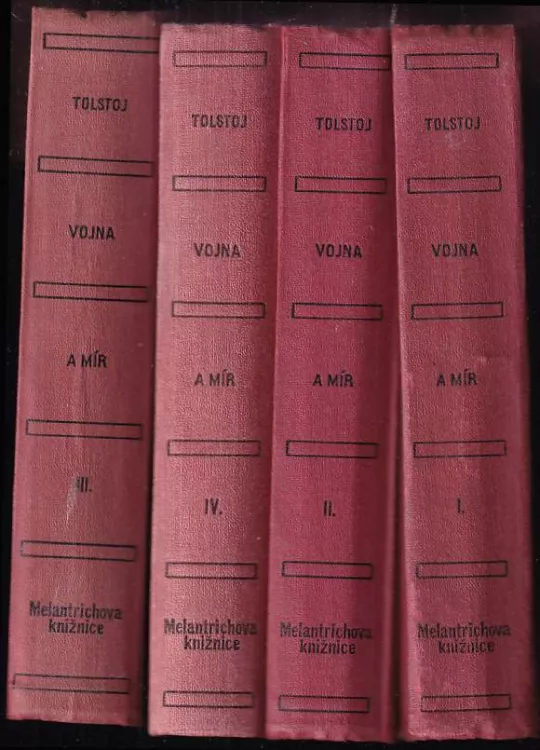 TOLSTOJ
VOJNA
A MÍR
III.
Melantrichova
knižnice
TOLSTOJ
VOJNA
A MÍR
IV.
Melantrichova
knižnice
TOLSTOJ
VOJNA
A MÍR
II.
Melantrichova
knižnice
TOLSTOJ
VOJNA
A MÍR
I.
Melantrichova
knižnice